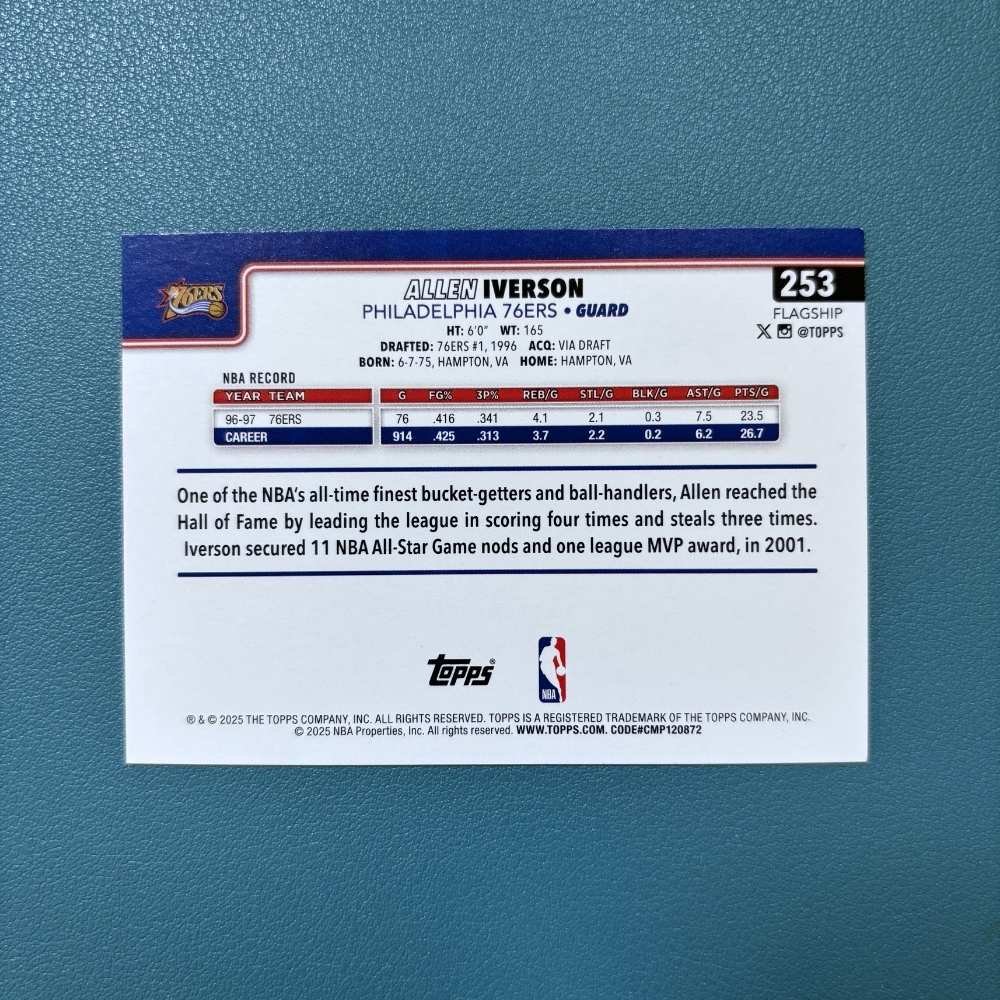 76ERS
ALLEN IVERSON
253
PHILADELPHIA 76ERS • GUARD
FLAGSHIP
HT: 6'0" WT: 165
X @TOPPS
DRAFTED: 76ERS #1, 1996 ACQ: VIA DRAFT
BORN: 6-7-75, HAMPTON, VA HOME: HAMPTON, VA
NBA RECORD
YEAR TEAM G FG% 3P% REB/G STL/G BLK/G AST/G PTS/G
96-97 76ERS 76 .416 .341 4.1 2.1 0.3 7.5 23.5
CAREER 914 .425 .313 3.7 2.2 0.2 6.2 26.7
One of the NBA's all-time finest bucket-getters and ball-handlers, Allen reached the
Hall of Fame by leading the league in scoring four times and steals three times.
Iverson secured 11 NBA All-Star Game nods and one league MVP award, in 2001.
Topps®
NBA
® & © 2025 THE TOPPS COMPANY, INC. ALL RIGHTS RESERVED. TOPPS IS A REGISTERED TRADEMARK OF THE TOPPS COMPANY, INC.
© 2025 NBA Properties, Inc. All rights reserved. WWW.TOPPS.COM. CODE#CMP120872